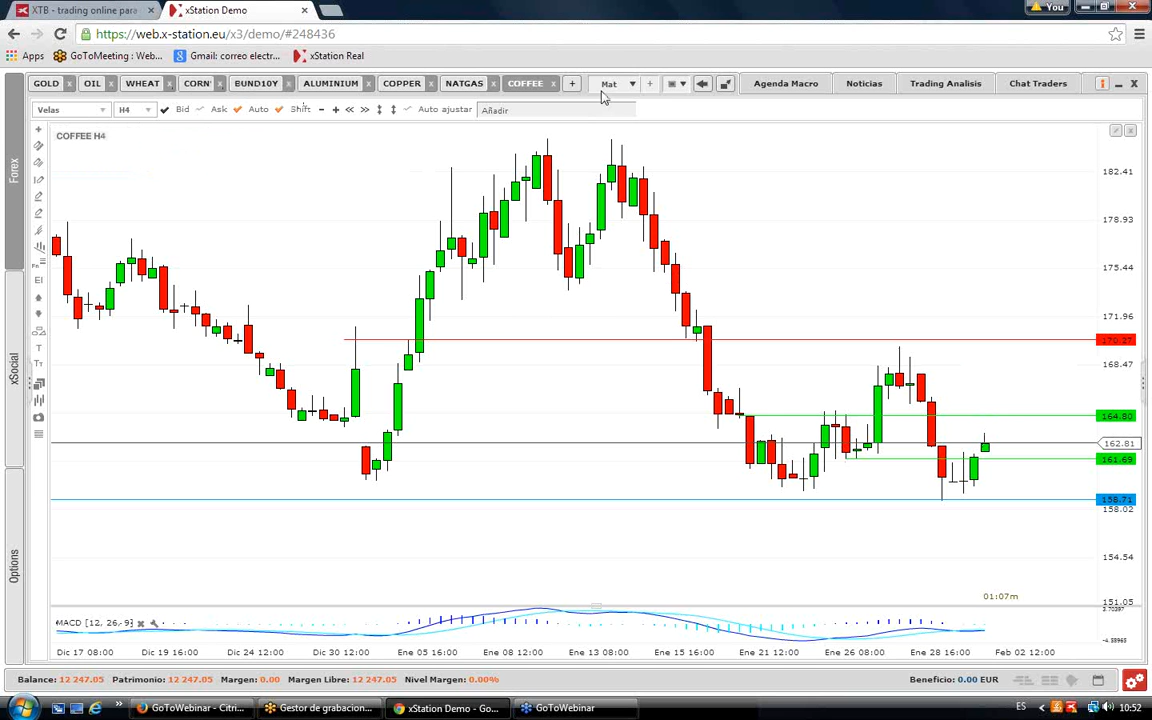 XTB - trading online para
xStation Demo
You
https://web.x-station.eu/x3/demo/#248436
Apps
GoToMeeting : Web...
Gmail: correo electr...
xStation Real
GOLD
OIL
WHEAT
CORN
BUND10Y
ALUMINIUM
COPPER
NATGAS
COFFEE
Mat
Agenda Macro
Noticias
Trading Analisis
Chat Traders
Velas
H4
Bid
Ask
Auto
Shift
Auto ajustar
Añadir
COFFEE H4
Forex
xSocial
Options
EI
T
182.41
178.93
175.44
171.96
170.27
168.47
164.80
162.81
161.69
158.71
158.02
154.54
151.05
01:07m
MACD [12, 26, 9]
Dic 17 08:00
Dic 19 16:00
Dic 24 12:00
Dic 30 16:00
Ene 05 16:00
Ene 08 12:00
Ene 13 08:00
Ene 15 16:00
Ene 21 12:00
Ene 26 08:00
Ene 28 16:00
Feb 02 12:00
Balance: 12 247.05
Patrimonio: 12 247.05
Margen: 0.00
Margen Libre: 12 247.05
Nivel Margen: 0.00%
Beneficio: 0.00 EUR
GoToWebinar - Citri...
Gestor de grabacion...
xStation Demo - Go...
GoToWebinar
ES
10:52